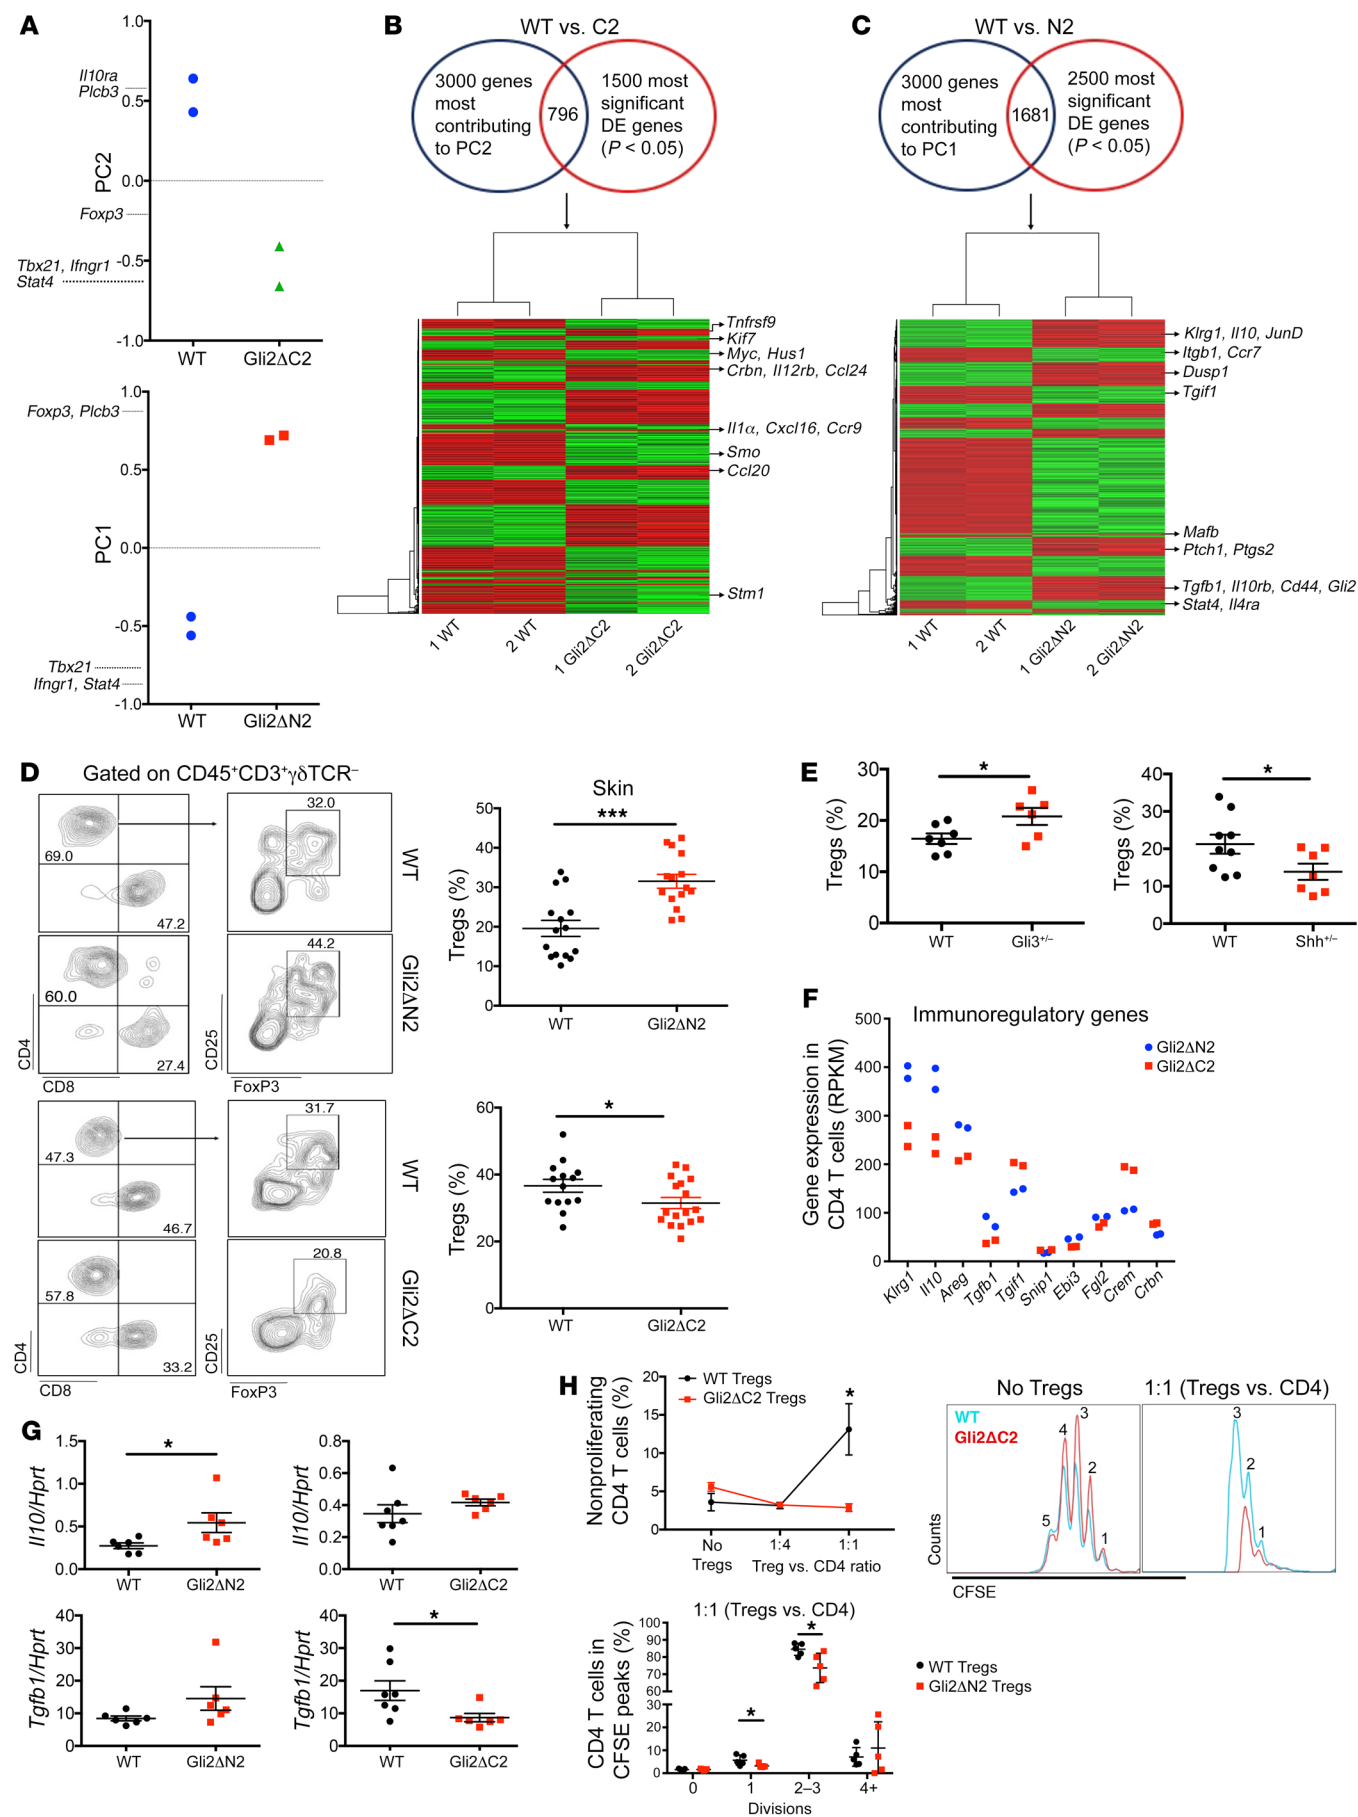 A
1.0
Il10ra
Plcb3
0.5
PC2
0.0
Foxp3
Tbx21, Ifngr1
-0.5
Stat4
-1.0
WT
Gli2ΔC2
1.0
Foxp3, Plcb3
0.5
PC1
0.0
-0.5
Tbx21
Ifngr1, Stat4
-1.0
WT
Gli2ΔN2
B
WT vs. C2
3000 genes
most
contributing
to PC2
796
1500 most
significant
DE genes
(P < 0.05)
Tnfrsf9
Kif7
Myc, Hus1
Crbn, Il12rb, Ccl24
Il1α, Cxcl16, Ccr9
Smo
Ccl20
Stm1
1 WT
2 WT
1 Gli2ΔC2
2 Gli2ΔC2
C
WT vs. N2
3000 genes
most
contributing
to PC1
1681
2500 most
significant
DE genes
(P < 0.05)
Klrg1, Il10, JunD
Itgb1, Ccr7
Dusp1
Tgif1
Mafb
Ptch1, Ptgs2
Tgfb1, Il10rb, Cd44, Gli2
Stat4, Il4ra
1 WT
2 WT
1 Gli2ΔN2
2 Gli2ΔN2
D
Gated on CD45+CD3+γδTCR–
69.0
47.2
32.0
WT
60.0
27.4
44.2
Gli2ΔN2
CD4
CD8
CD25
FoxP3
47.3
46.7
31.7
WT
57.8
33.2
20.8
Gli2ΔC2
CD4
CD8
CD25
FoxP3
Skin
Tregs (%)
50
40
30
20
10
0
***
WT
Gli2ΔN2
Tregs (%)
60
40
20
0
*
WT
Gli2ΔC2
E
Tregs (%)
30
20
10
0
*
WT
Gli3+/–
Tregs (%)
40
30
20
10
0
*
WT
Shh+/–
F
Immunoregulatory genes
Gene expression in
CD4 T cells (RPKM)
500
400
300
200
100
0
Gli2ΔN2
Gli2ΔC2
Klrg1
Il10
Areg
Tgfb1
Tgif1
Snip1
Ebi3
Fgl2
Crem
Crbn
G
Il10/Hprt
1.5
1.0
0.5
0.0
*
WT
Gli2ΔN2
Il10/Hprt
0.8
0.6
0.4
0.2
0.0
WT
Gli2ΔC2
Tgfb1/Hprt
40
30
20
10
0
WT
Gli2ΔN2
Tgfb1/Hprt
40
30
20
10
0
*
WT
Gli2ΔC2
H
Nonproliferating
CD4 T cells (%)
20
15
10
5
0
WT Tregs
Gli2ΔC2 Tregs
*
No
Tregs
1:4
1:1
Treg vs. CD4 ratio
No Tregs
WT
Gli2ΔC2
5
4
3
2
1
1:1 (Tregs vs. CD4)
3
2
1
Counts
CFSE
1:1 (Tregs vs. CD4)
CD4 T cells in
CFSE peaks (%)
100
90
80
70
60
30
20
10
0
*
*
0
1
2–3
4+
Divisions
WT Tregs
Gli2ΔN2 Tregs